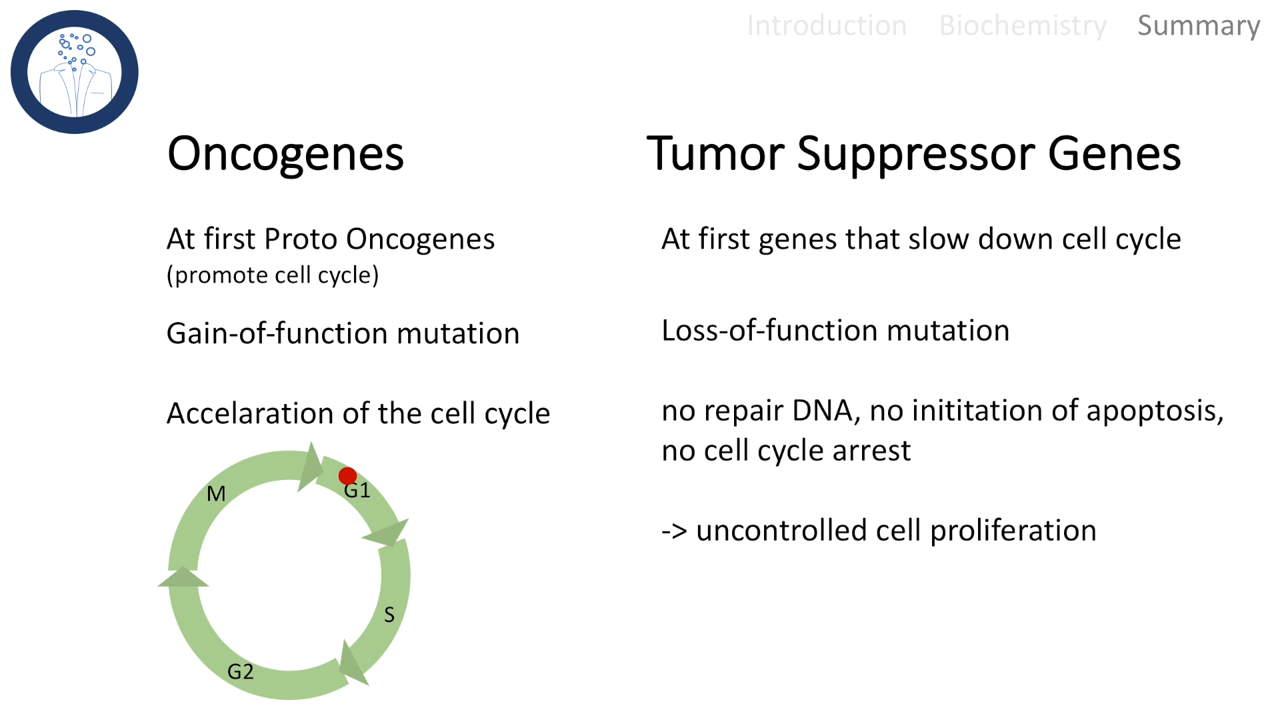 Introduction Biochemistry Summary
Oncogenes
At first Proto Oncogenes
(promote cell cycle)
Gain-of-function mutation
Accelaration of the cell cycle
M
G1
S
G2
Tumor Suppressor Genes
At first genes that slow down cell cycle
Loss-of-function mutation
no repair DNA, no inititation of apoptosis,
no cell cycle arrest
-> uncontrolled cell proliferation